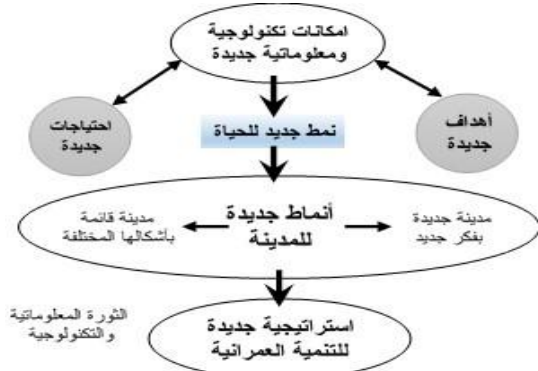 امكانات تكنولوجية
ومعلوماتية جديدة
أهداف
جديدة
احتياجات
جديدة
نمط جديد للحياة
مدينة جديدة
بفكر جديد
أنماط جديدة
للمدينة
مدينة قائمة
بأشكالها المختلفة
استراتيجية جديدة
للتنمية العمرانية
الثورة المعلوماتية
والتكنولوجية